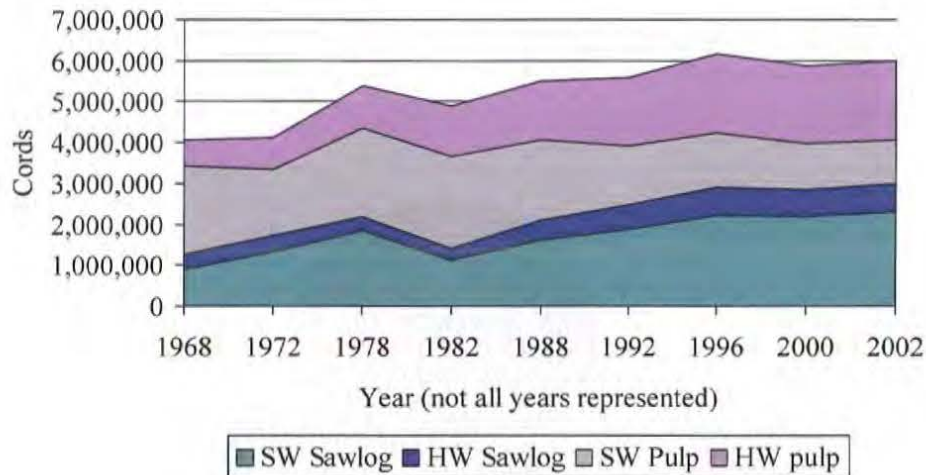 7,000,000
6,000,000
5,000,000
4,000,000
3,000,000
2,000,000
1,000,000
0
Cords
1968 1972 1978 1982 1988 1992 1996 2000 2002
Year (not all years represented)
SW Sawlog HW Sawlog SW Pulp HW pulp